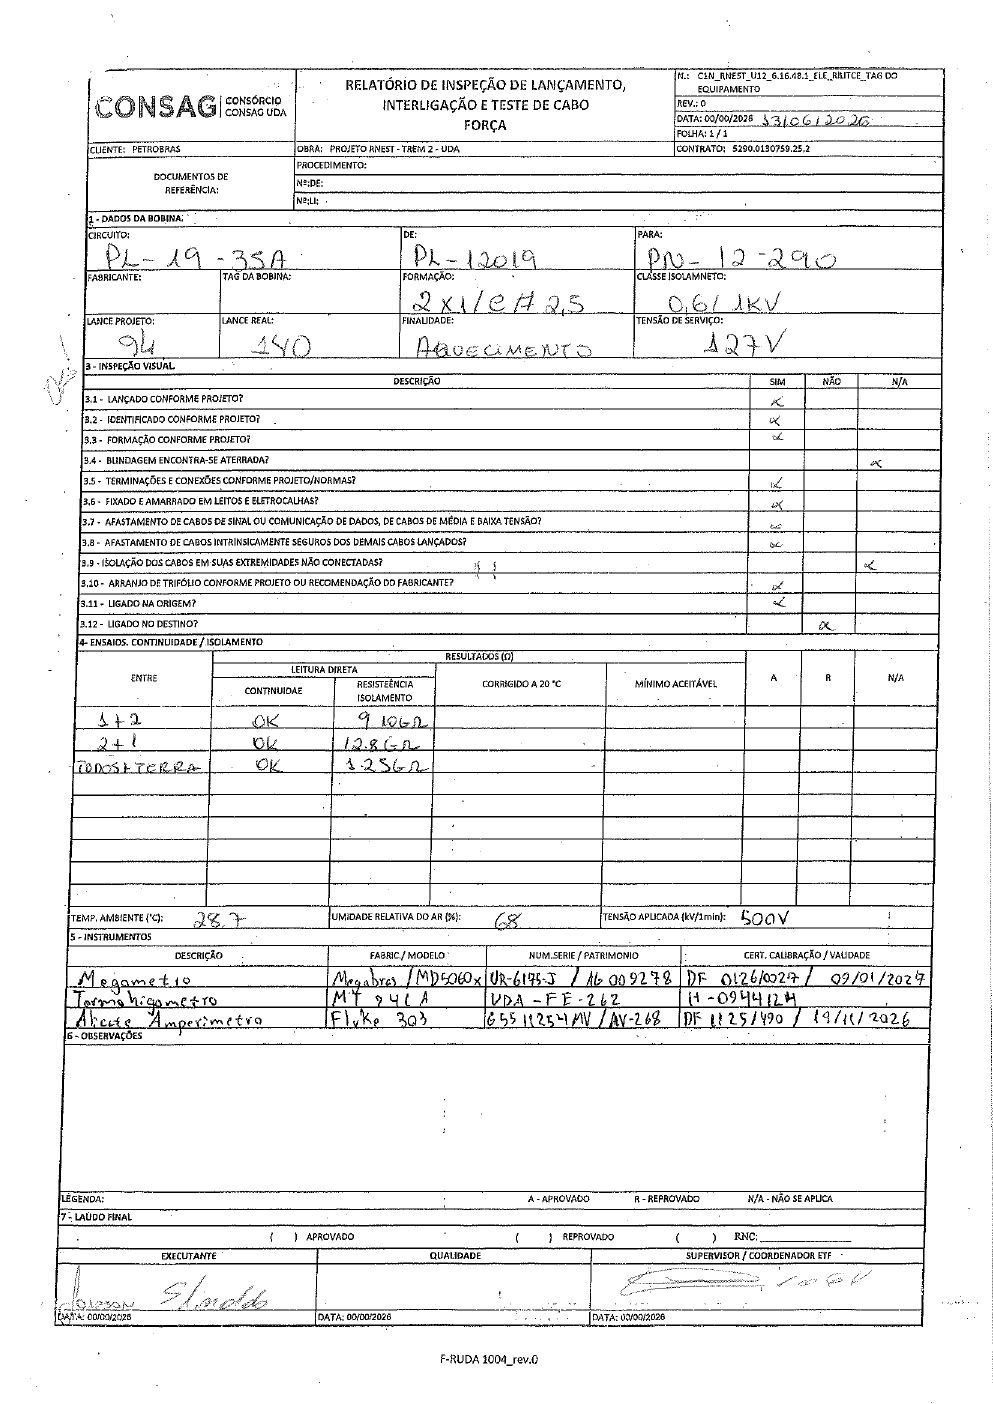 CONSAG CONSÓRCIO CONSAG UDA
RELATÓRIO DE INSPEÇÃO DE LANÇAMENTO,
INTERLIGAÇÃO E TESTE DE CABO
FORÇA
N.: C1N_RNEST_U12_6.16.48.1_ELE_RIUTCE_TAG DO
EQUIPAMENTO
REV.: 0
DATA: 00/00/2026 13/06/2026
FOLHA: 1 / 1
CLIENTE: PETROBRAS OBRA: PROJETO RNEST - TREM 2 - UDA CONTRATO: 5290.0130759.25.2
DOCUMENTOS DE
REFERÊNCIA:
PROCEDIMENTO:
Nº:DE:
Nº:LI:
1 - DADOS DA BOBINA:
CIRCUITO: DE: PARA:
PL-19-35A PL-12019 PN-12-290
FABRICANTE: TAG DA BOBINA: FORMAÇÃO: CLASSE ISOLAMNETO:
2X1/C#2,5 0,6/1KV
LANCE PROJETO: LANCE REAL: FINALIDADE: TENSÃO DE SERVIÇO:
94 140 AQUECIMENTO 127V
3 - INSPEÇÃO VISUAL
DESCRIÇÃO SIM NÃO N/A
3.1 - LANÇADO CONFORME PROJETO? x
3.2 - IDENTIFICADO CONFORME PROJETO? x
3.3 - FORMAÇÃO CONFORME PROJETO? x
3.4 - BLINDAGEM ENCONTRA-SE ATERRADA? x
3.5 - TERMINAÇÕES E CONEXÕES CONFORME PROJETO/NORMAS? x
3.6 - FIXADO E AMARRADO EM LEITOS E ELETROCALHAS? x
3.7 - AFASTAMENTO DE CABOS DE SINAL OU COMUNICAÇÃO DE DADOS, DE CABOS DE MÉDIA E BAIXA TENSÃO? x
3.8 - AFASTAMENTO DE CABOS INTRINSICAMENTE SEGUROS DOS DEMAIS CABOS LANÇADOS? x
3.9 - ISOLAÇÃO DOS CABOS EM SUAS EXTREMIDADES NÃO CONECTADAS? x
3.10 - ARRANJO DE TRIFÓLIO CONFORME PROJETO OU RECOMENDAÇÃO DO FABRICANTE? x
3.11 - LIGADO NA ORIGEM? x
3.12 - LIGADO NO DESTINO? x
4- ENSAIOS. CONTINUIDADE / ISOLAMENTO
RESULTADOS (Ω)
ENTRE LEITURA DIRETA CORRIGIDO A 20 °C MÍNIMO ACEITÁVEL A R N/A
CONTINUIDAE RESISTEÊNCIA ISOLAMENTO
1+2 OK 9.10GΩ
2+1 OK 12.8GΩ
TODOS+TERRA OK 1.25GΩ
TEMP. AMBIENTE (°C): 28.7 UMIDADE RELATIVA DO AR (%): 68 TENSÃO APLICADA (kV/1min): 500V
5 - INSTRUMENTOS
DESCRIÇÃO FABRIC./ MODELO NUM.SERIE / PATRIMONIO CERT. CALIBRAÇÃO / VALIDADE
Megometro Megabras/MD5060x UR-6195-J / AG 009278 DF 0126/0027 / 09/01/2027
Termohigometro MT 241A UDA-FE-262 H-0944124
Alicate Amperimetro Fluke 303 65511254MV / AV-268 DF 1125/490 / 19/11/2026
6 - OBSERVAÇÕES
LEGENDA: A - APROVADO R - REPROVADO N/A - NÃO SE APLICA
7 - LAUDO FINAL
( ) APROVADO ( ) REPROVADO ( ) RNC:
EXECUTANTE QUALIDADE SUPERVISOR / COORDENADOR ETF
DATA: 00/00/2026 DATA: 00/00/2026 DATA: 00/00/2026
F-RUDA 1004_rev.0